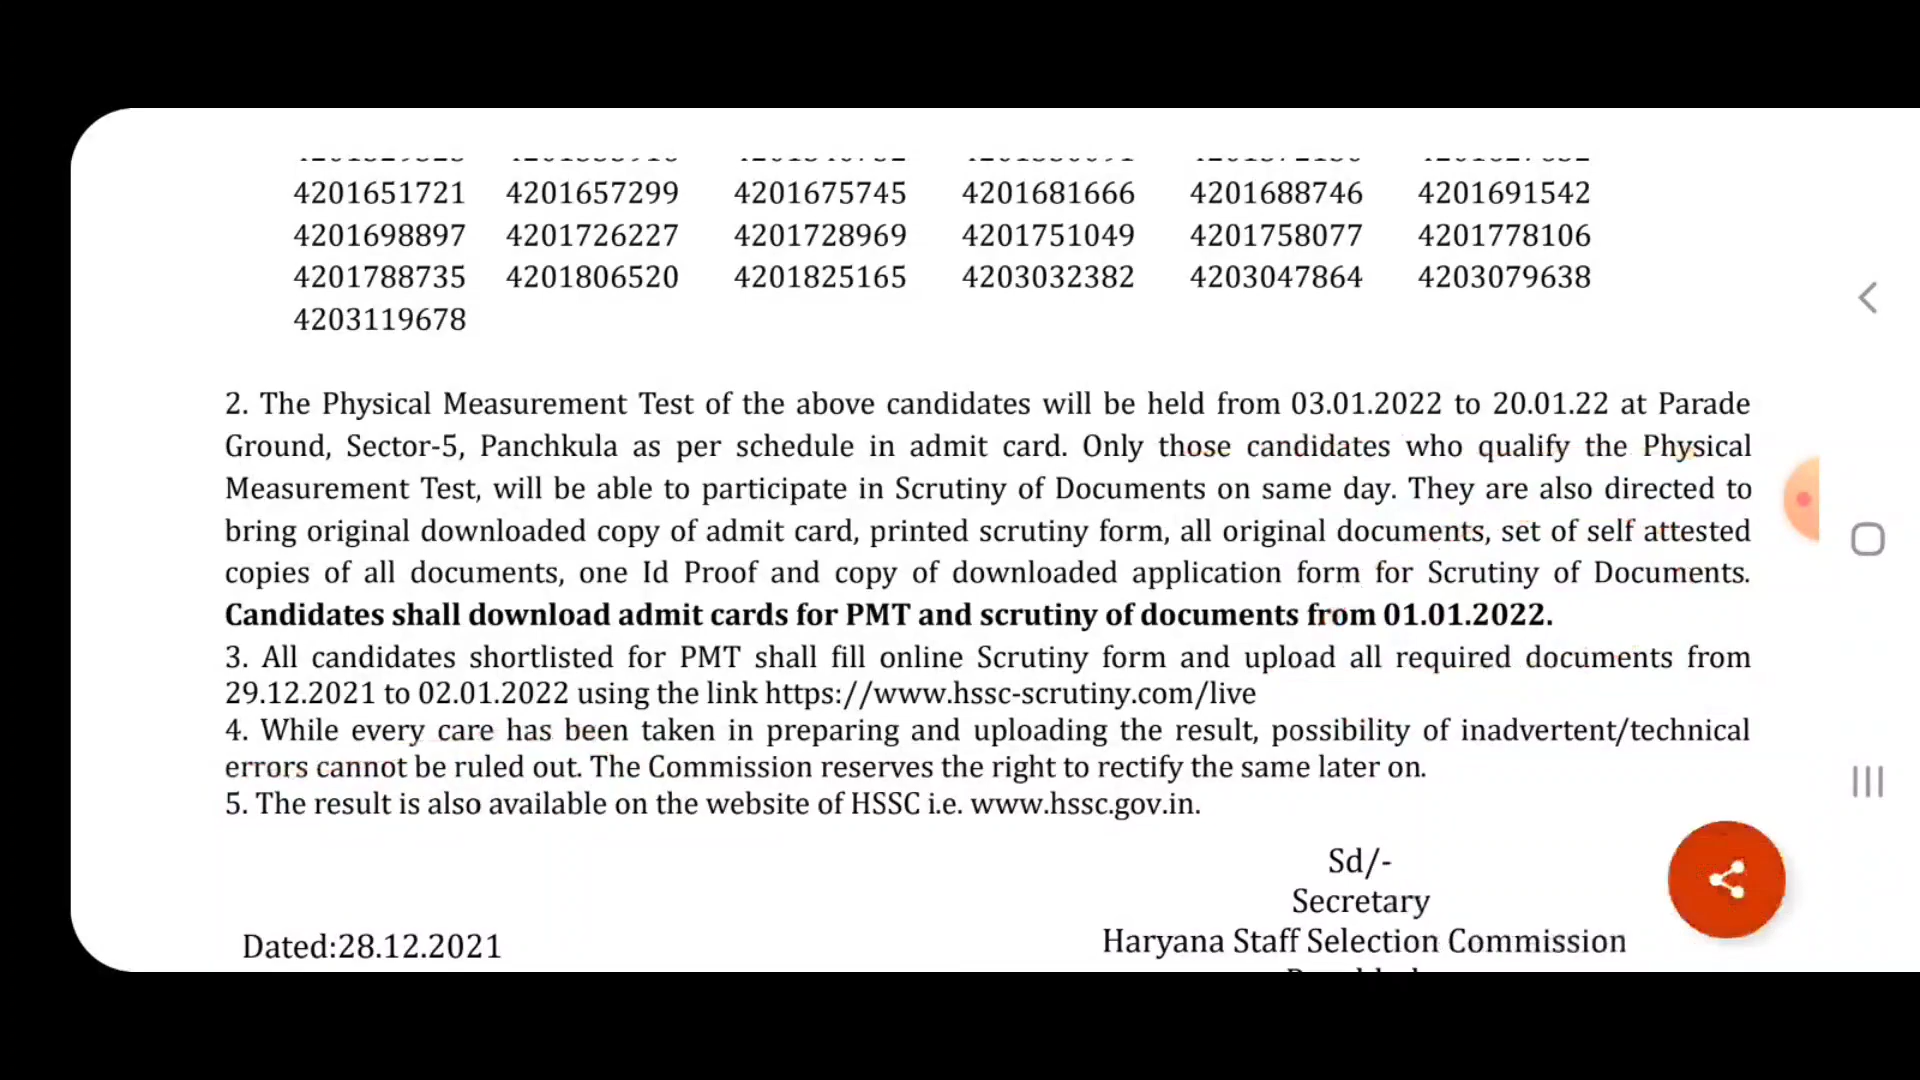 4201651721 4201657299 4201675745 4201681666 4201688746 4201691542
4201698897 4201726227 4201728969 4201751049 4201758077 4201778106
4201788735 4201806520 4201825165 4203032382 4203047864 4203079638
4203119678
2. The Physical Measurement Test of the above candidates will be held from 03.01.2022 to 20.01.22 at Parade
Ground, Sector-5, Panchkula as per schedule in admit card. Only those candidates who qualify the Physical
Measurement Test, will be able to participate in Scrutiny of Documents on same day. They are also directed to
bring original downloaded copy of admit card, printed scrutiny form, all original documents, set of self attested
copies of all documents, one Id Proof and copy of downloaded application form for Scrutiny of Documents.
Candidates shall download admit cards for PMT and scrutiny of documents from 01.01.2022.
3. All candidates shortlisted for PMT shall fill online Scrutiny form and upload all required documents from
29.12.2021 to 02.01.2022 using the link https://www.hssc-scrutiny.com/live
4. While every care has been taken in preparing and uploading the result, possibility of inadvertent/technical
errors cannot be ruled out. The Commission reserves the right to rectify the same later on.
5. The result is also available on the website of HSSC i.e. www.hssc.gov.in.
Sd/-
Secretary
Haryana Staff Selection Commission
Dated:28.12.2021